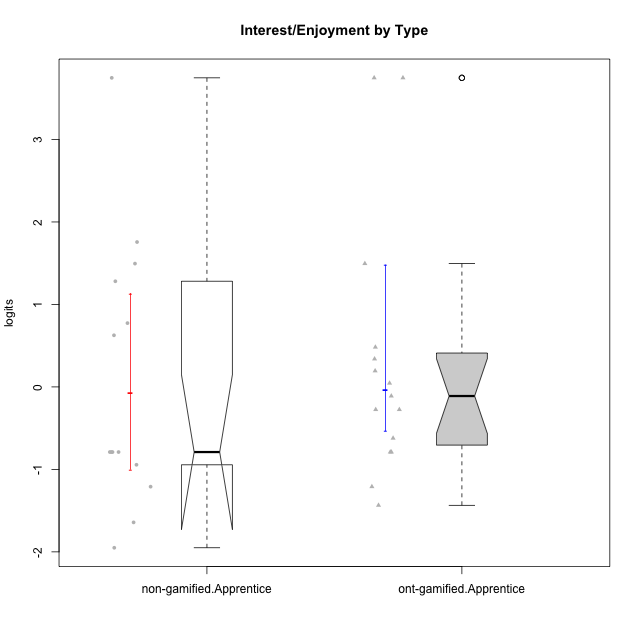 Interest/Enjoyment by Type
logits
3
2
1
0
-1
-2
non-gamified.Apprentice ont-gamified.Apprentice